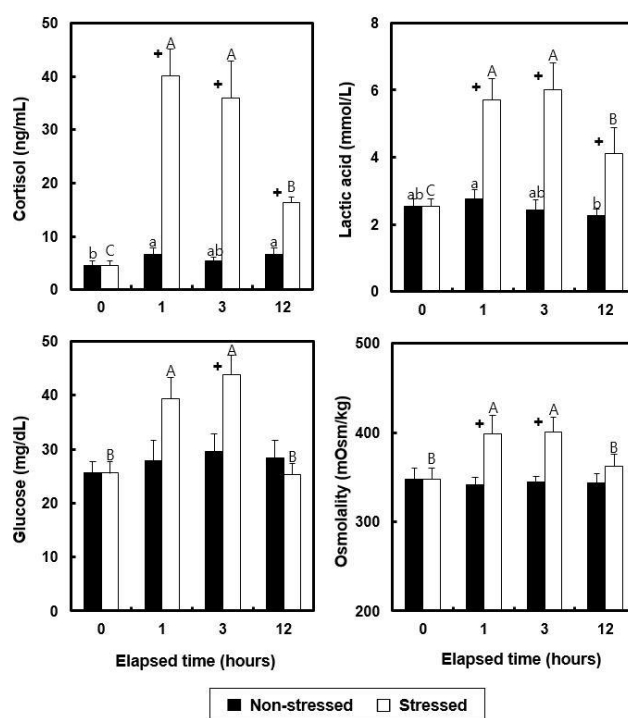 50
40
30
20
10
0
Cortisol (ng/mL)
b C
a + A
ab + A
a + B
0 1 3 12
8
6
4
2
0
Lactic acid (mmol/L)
ab C
a + A
ab + A
b + B
0 1 3 12
50
40
30
20
10
0
Glucose (mg/dL)
B
A
+ A
B
0 1 3 12
Elapsed time (hours)
500
400
300
200
Osmolality (mOsm/kg)
B
+ A
+ A
B
0 1 3 12
Elapsed time (hours)
Non-stressed Stressed